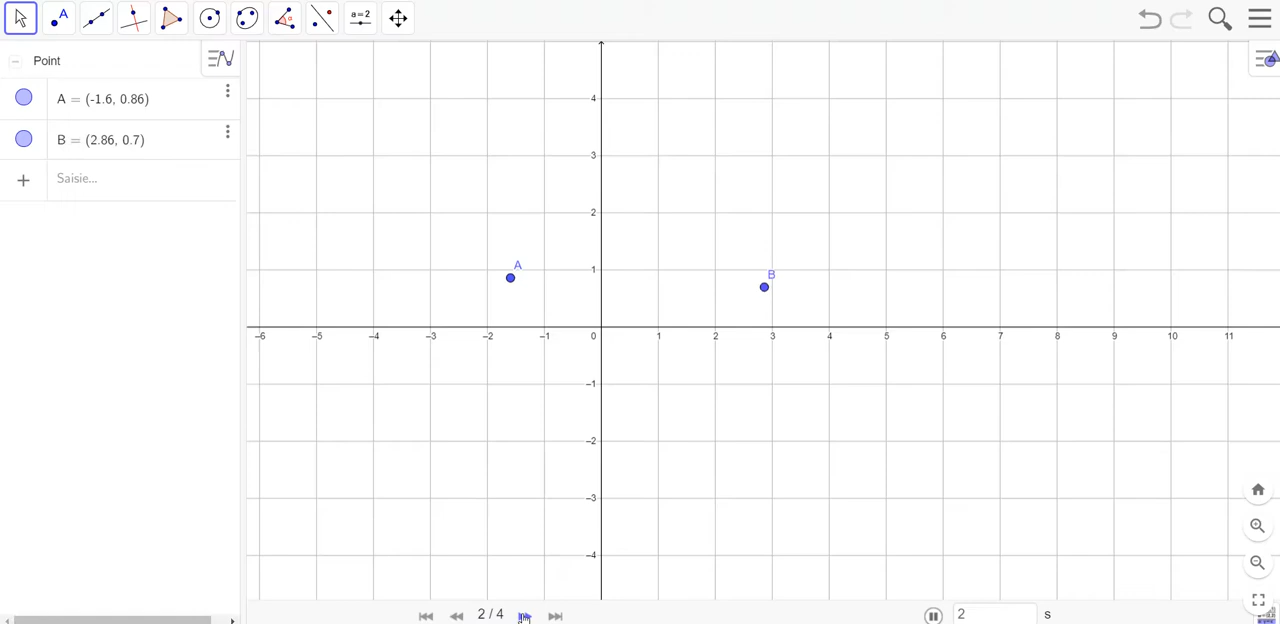 A
a=2
Point
A = (-1.6, 0.86)
B = (2.86, 0.7)
+ Saisie...
4
3
2
1
A
B
–6 –5 –4 –3 –2 –1 0 1 2 3 4 5 6 7 8 9 10 11
–1
–2
–3
–4
2 / 4
2 s